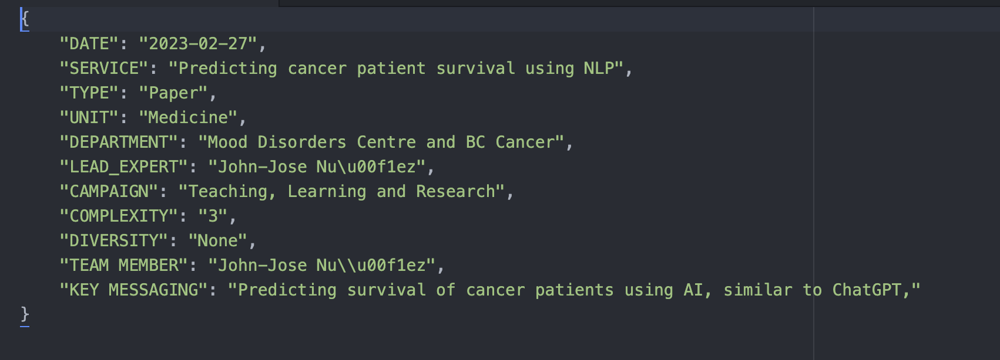 {
"DATE": "2023-02-27",
"SERVICE": "Predicting cancer patient survival using NLP",
"TYPE": "Paper",
"UNIT": "Medicine",
"DEPARTMENT": "Mood Disorders Centre and BC Cancer",
"LEAD_EXPERT": "John-Jose Nu\u00f1ez",
"CAMPAIGN": "Teaching, Learning and Research",
"COMPLEXITY": "3",
"DIVERSITY": "None",
"TEAM MEMBER": "John-Jose Nu\\u00f1ez",
"KEY MESSAGING": "Predicting survival of cancer patients using AI, similar to ChatGPT,"
}